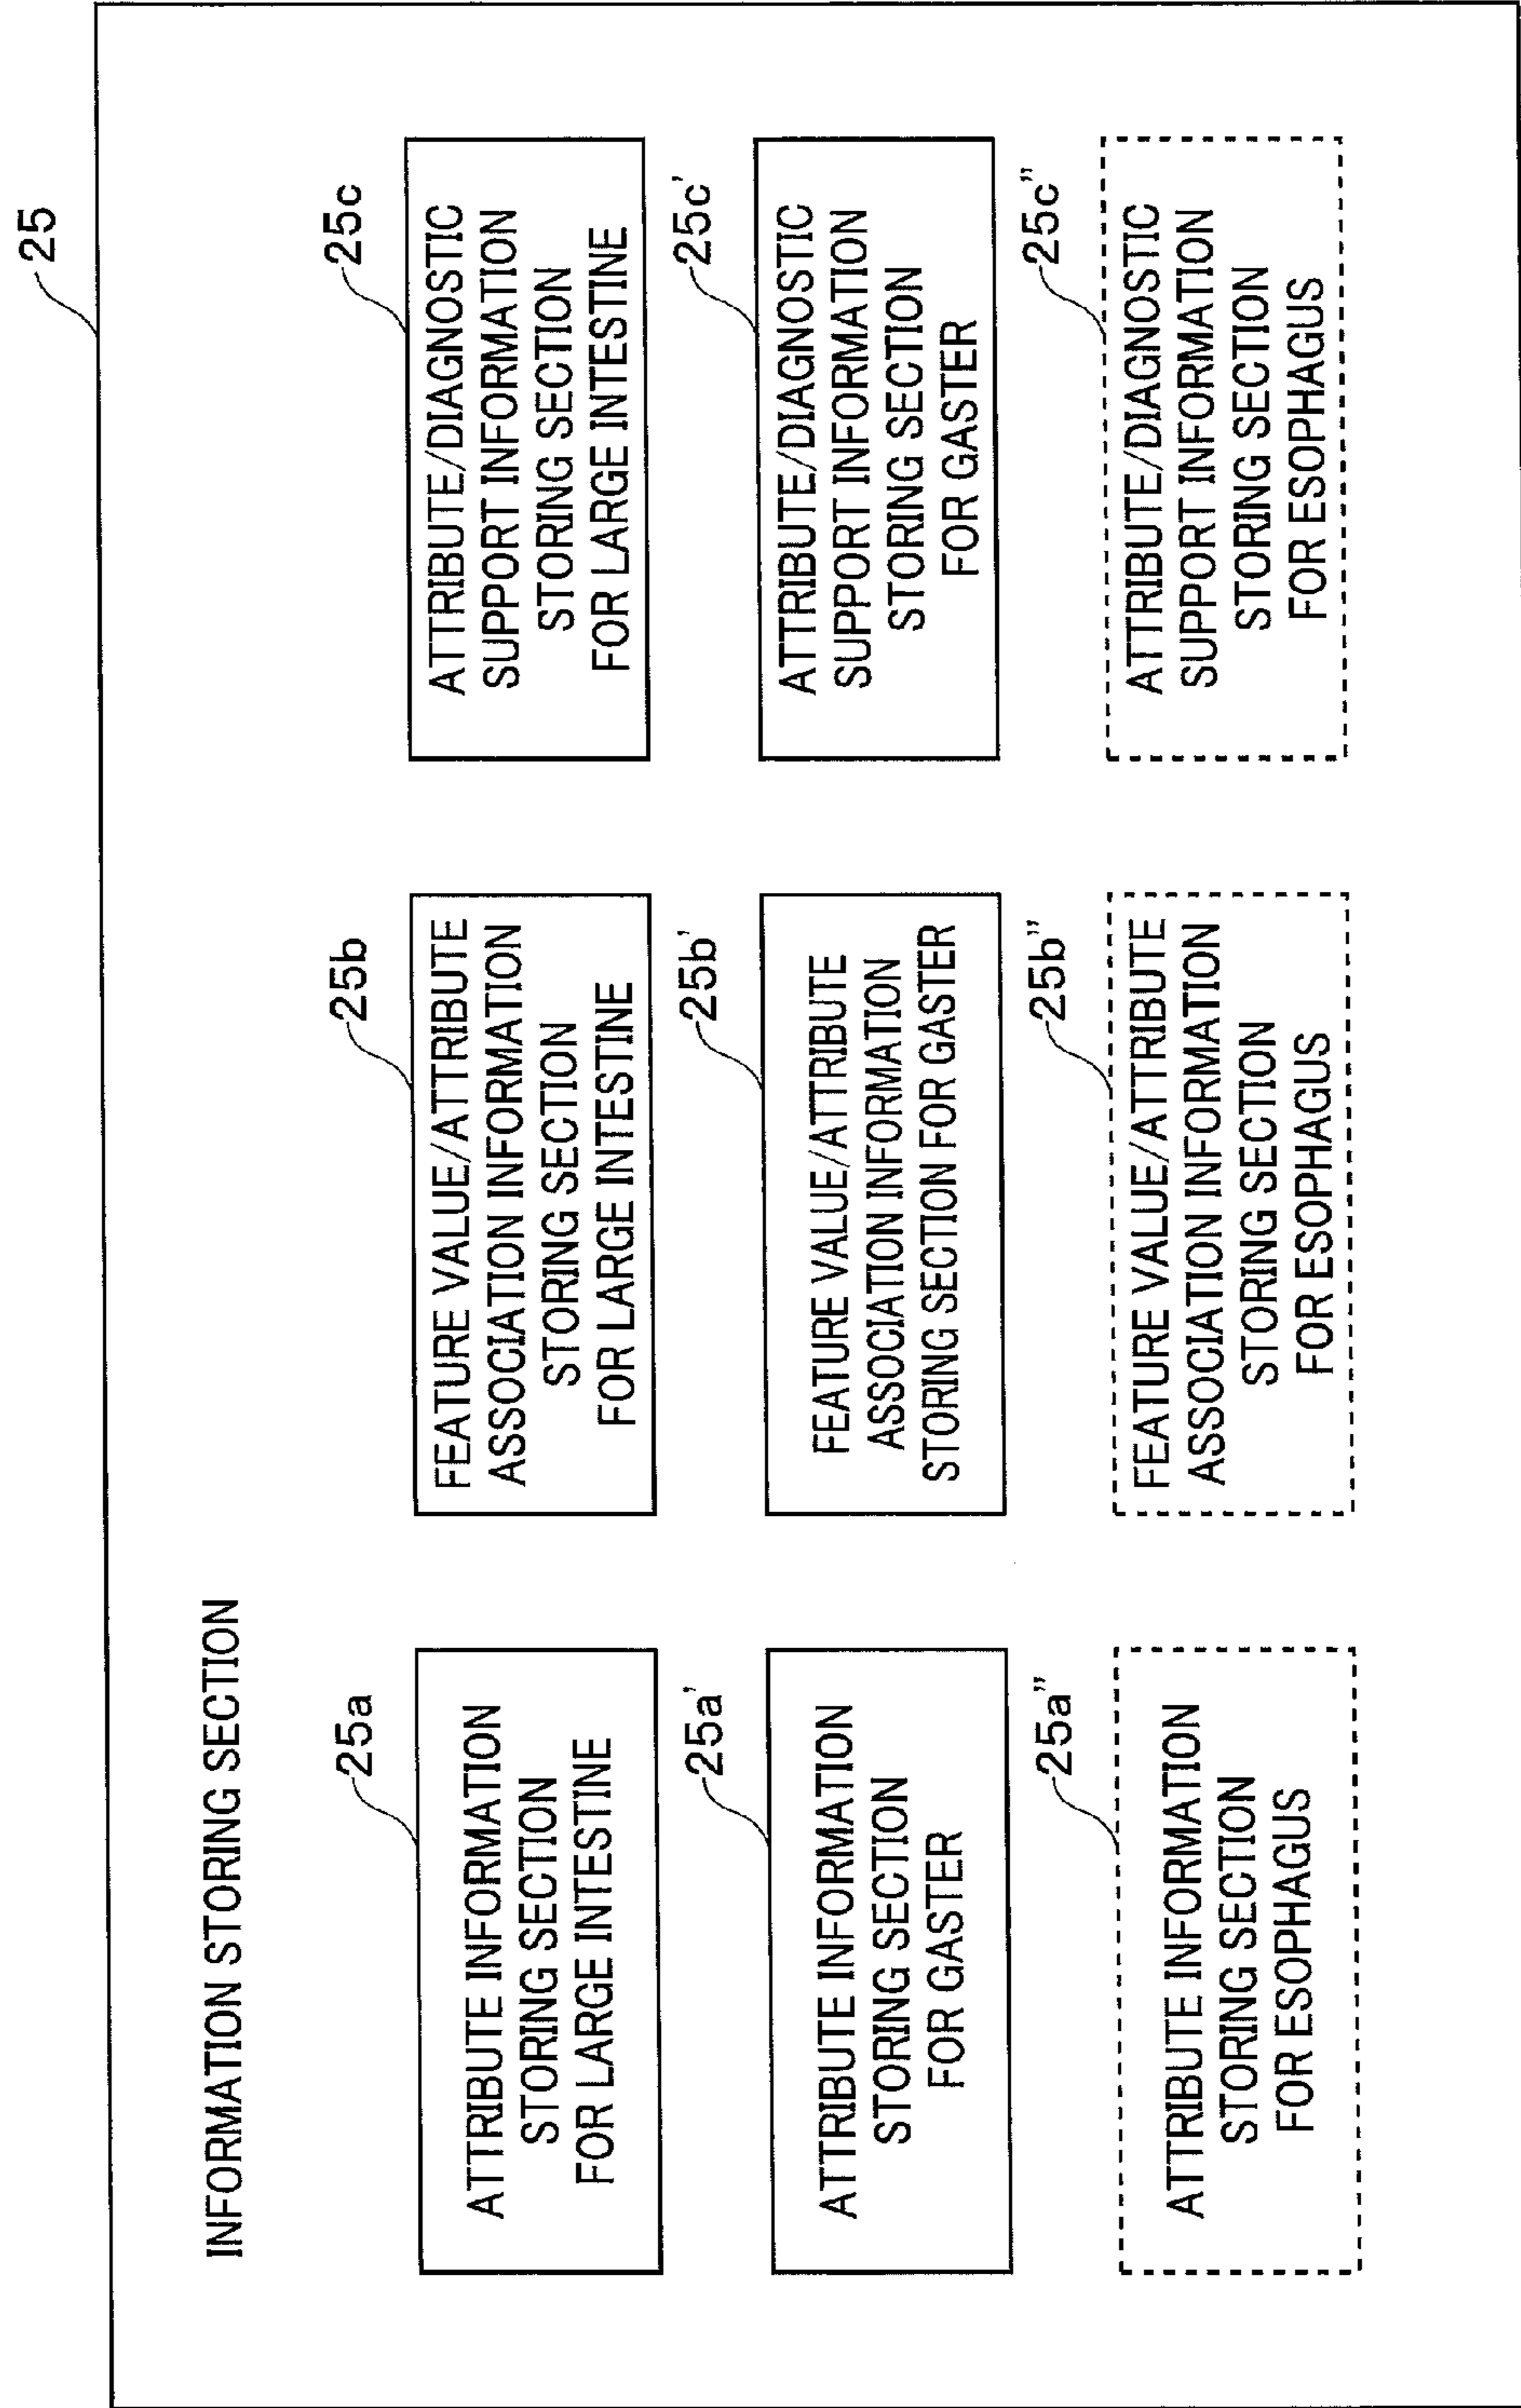 25
INFORMATION STORING SECTION
25a
ATTRIBUTE INFORMATION
STORING SECTION
FOR LARGE INTESTINE
25b
FEATURE VALUE/ATTRIBUTE
ASSOCIATION INFORMATION
STORING SECTION
FOR LARGE INTESTINE
25c
ATTRIBUTE/DIAGNOSTIC
SUPPORT INFORMATION
STORING SECTION
FOR LARGE INTESTINE
25a'
ATTRIBUTE INFORMATION
STORING SECTION
FOR GASTER
25b'
FEATURE VALUE/ATTRIBUTE
ASSOCIATION INFORMATION
STORING SECTION FOR GASTER
25c'
ATTRIBUTE/DIAGNOSTIC
SUPPORT INFORMATION
STORING SECTION
FOR GASTER
25a"
ATTRIBUTE INFORMATION
STORING SECTION
FOR ESOPHAGUS
25b"
FEATURE VALUE/ATTRIBUTE
ASSOCIATION INFORMATION
STORING SECTION
FOR ESOPHAGUS
25c"
ATTRIBUTE/DIAGNOSTIC
SUPPORT INFORMATION
STORING SECTION
FOR ESOPHAGUS